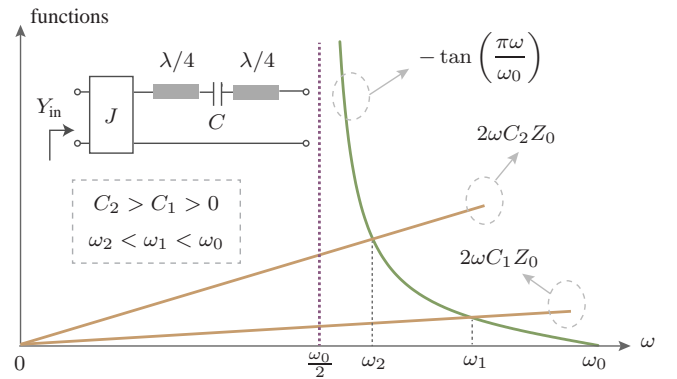 functions
λ/4 λ/4
− tan (πω/ω₀)
Y_in
J
C
2ωC₂Z₀
C₂ > C₁ > 0
ω₂ < ω₁ < ω₀
2ωC₁Z₀
0 ω₀/2 ω₂ ω₁ ω₀ ω